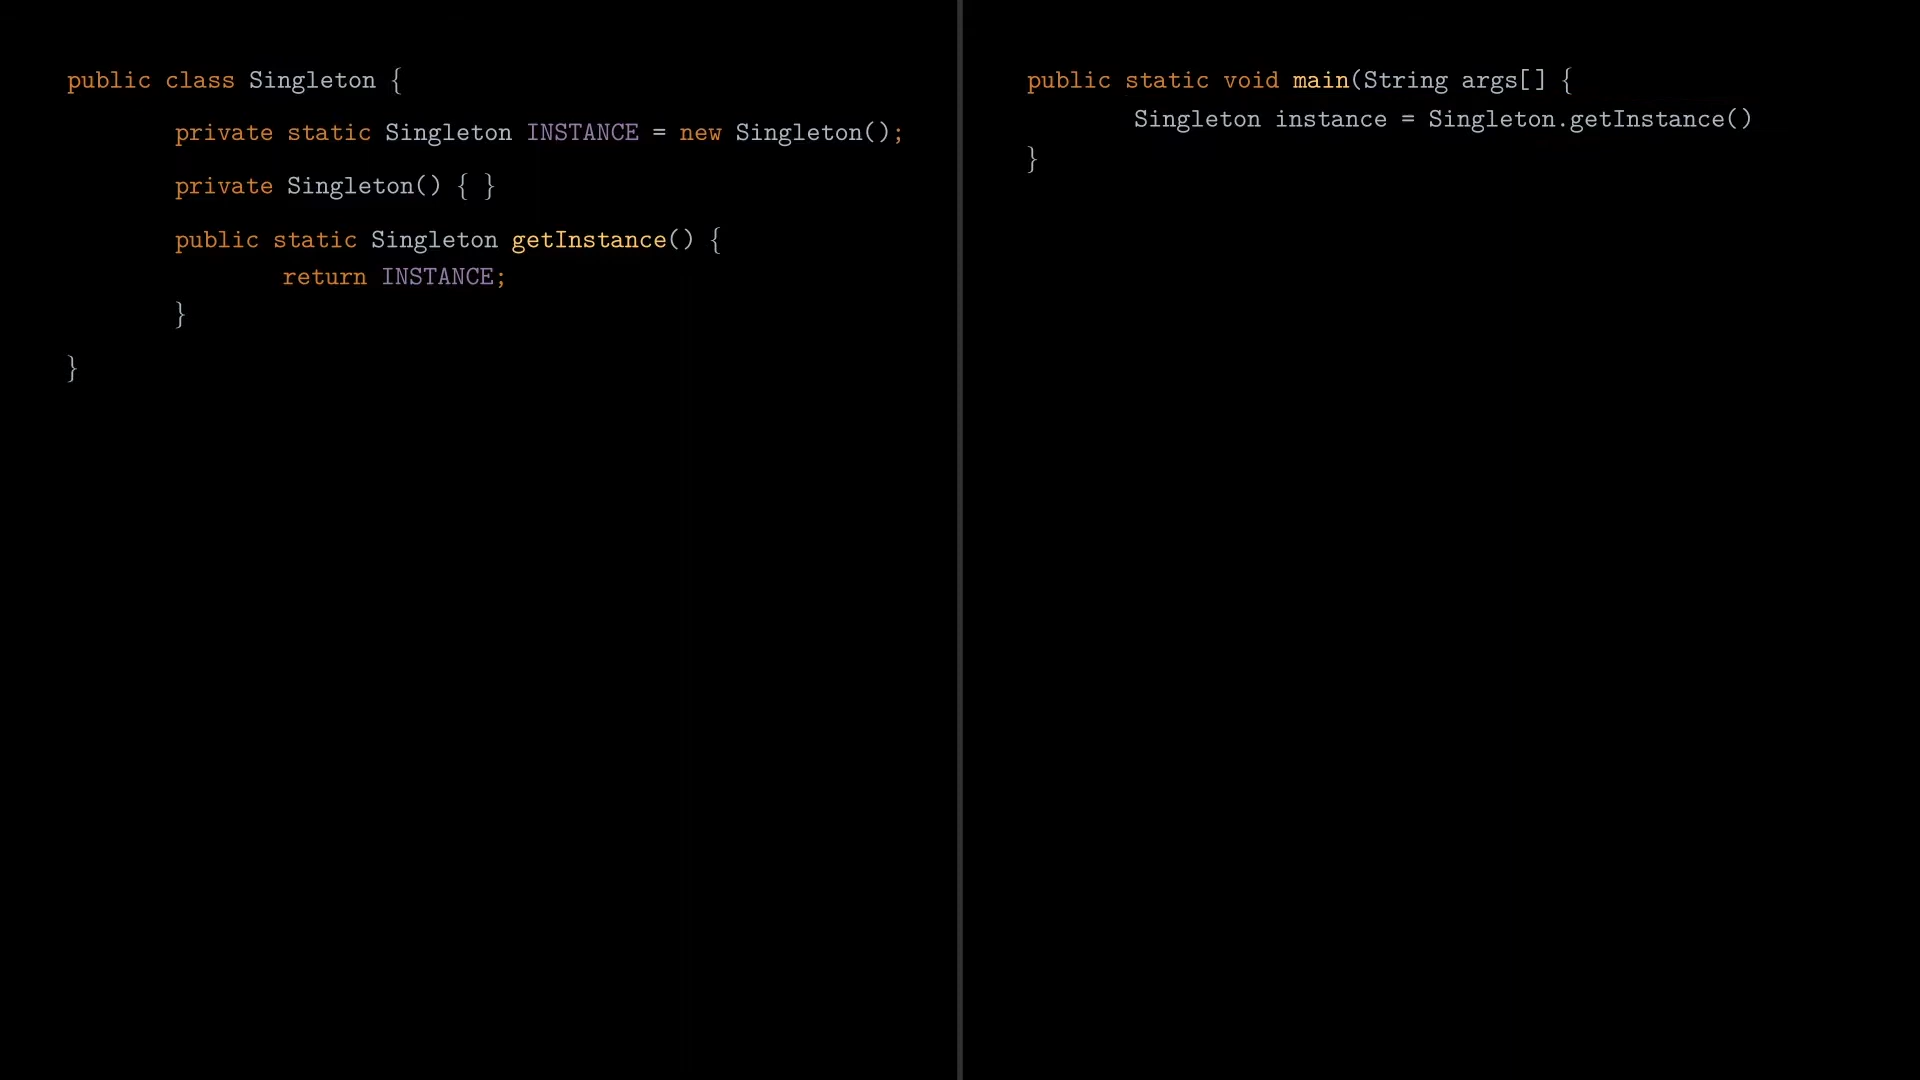 public class Singleton {
private static Singleton INSTANCE = new Singleton();
private Singleton() { }
public static Singleton getInstance() {
return INSTANCE;
}
}
public static void main(String args[] {
Singleton instance = Singleton.getInstance()
}